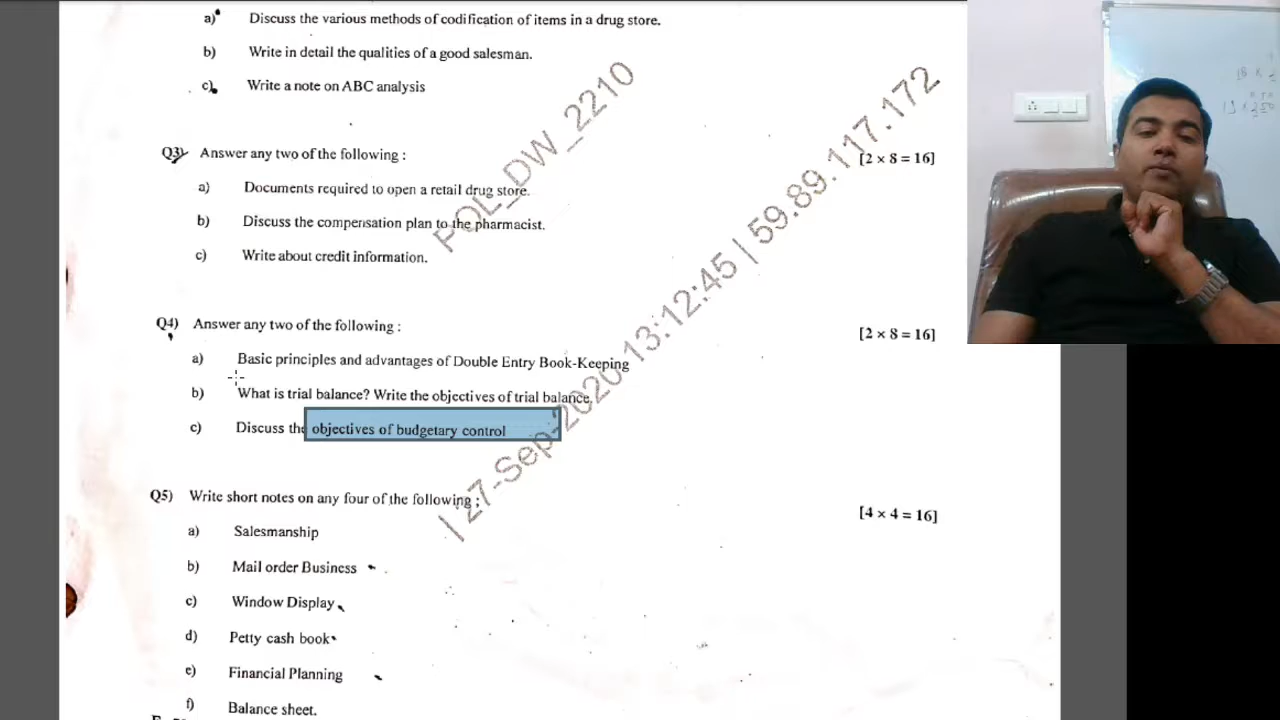 a) Discuss the various methods of codification of items in a drug store.
b) Write in detail the qualities of a good salesman.
c) Write a note on ABC analysis
Q3) Answer any two of the following : [2 × 8 = 16]
a) Documents required to open a retail drug store.
b) Discuss the compensation plan to the pharmacist.
c) Write about credit information.
Q4) Answer any two of the following : [2 × 8 = 16]
a) Basic principles and advantages of Double Entry Book-Keeping
b) What is trial balance? Write the objectives of trial balance.
c) Discuss the objectives of budgetary control
Q5) Write short notes on any four of the following ; [4 × 4 = 16]
a) Salesmanship
b) Mail order Business
c) Window Display
d) Petty cash book
e) Financial Planning
f) Balance sheet.
PQL_DW_2210
| 27-Sep-2020 13:12:45 | 59.89.117.172